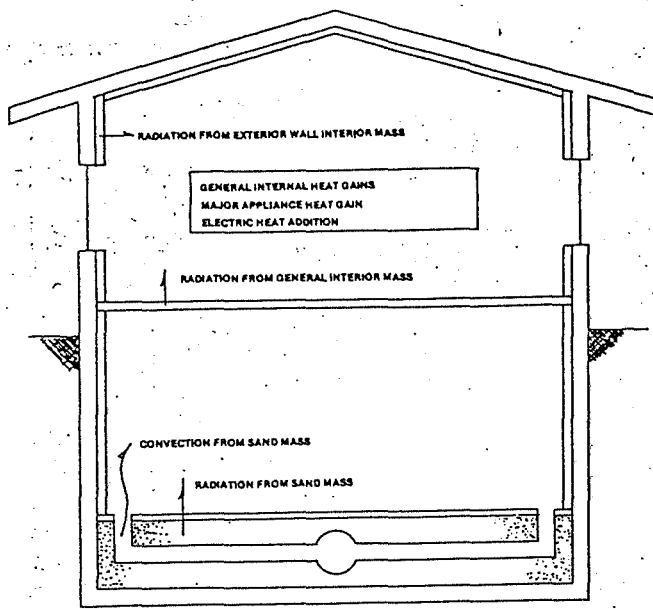 RADIATION FROM EXTERIOR WALL INTERIOR MASS
GENERAL INTERNAL HEAT GAINS
MAJOR APPLIANCE HEAT GAIN
ELECTRIC HEAT ADDITION
RADIATION FROM GENERAL INTERIOR MASS
CONVECTION FROM SAND MASS
RADIATION FROM SAND MASS